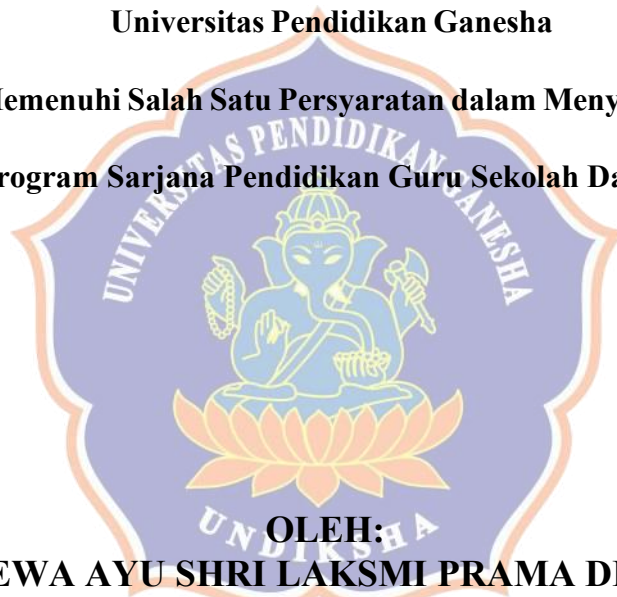 Universitas Pendidikan Ganesha
Memenuhi Salah Satu Persyaratan dalam Meny
rogram Sarjana Pendidikan Guru Sekolah Da
UNIVERSITAS PENDIDIKAN GANESHA
UNDIKSHA
OLEH:
EWA AYU SHRI LAKSMI PRAMA D